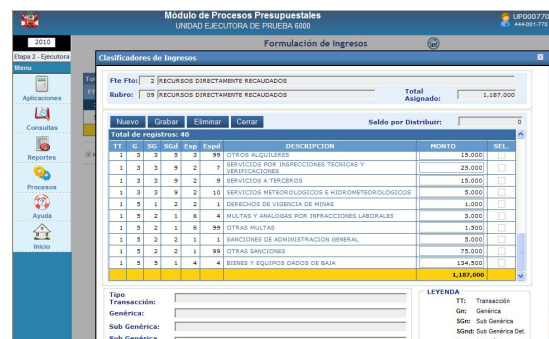 Módulo de Procesos Presupuestales
UNIDAD EJECUTORA DE PRUEBA 6000
UP000770
444-001-770
2010
Formulación de Ingresos
Etapa 2 - Ejecutora
Clasificadores de Ingresos
Menu
Aplicaciones
Consultas
Reportes
Procesos
Ayuda
Inicio
Fte Fto: 2 RECURSOS DIRECTAMENTE RECAUDADOS
Rubro: 09 RECURSOS DIRECTAMENTE RECAUDADOS Total Asignado: 1,187,000
Nuevo Grabar Eliminar Cerrar Saldo por Distribuir: 0
Total de registros: 40
TT G SG SGd Esp Espd DESCRIPCION MONTO SEL.
1 3 3 5 3 99 OTROS ALQUILERES 15,000
1 3 3 9 2 7 SERVICIOS POR INSPECCIONES TECNICAS Y VERIFICACIONES 25,000
1 3 3 9 2 9 SERVICIOS A TERCEROS 15,000
1 3 3 9 2 10 SERVICIOS METEOROLOGICOS E HIDROMETEOROLOGICOS 5,000
1 5 1 2 2 1 DERECHOS DE VIGENCIA DE MINAS 1,000
1 5 2 1 6 4 MULTAS Y ANALOGAS POR INFRACCIONES LABORALES 3,000
1 5 2 1 6 99 OTRAS MULTAS 1,500
1 5 2 2 1 1 SANCIONES DE ADMINISTRACION GENERAL 5,000
1 5 2 2 1 99 OTRAS SANCIONES 75,000
1 5 5 1 4 4 BIENES Y EQUIPOS DADOS DE BAJA 134,500
1,187,000
Tipo Transacción:
Genérica:
Sub Genérica:
Sub Genérica
LEYENDA
TT: Transacción
Gn: Genérica
SGn: Sub Genérica
SGnd: Sub Genérica Det.